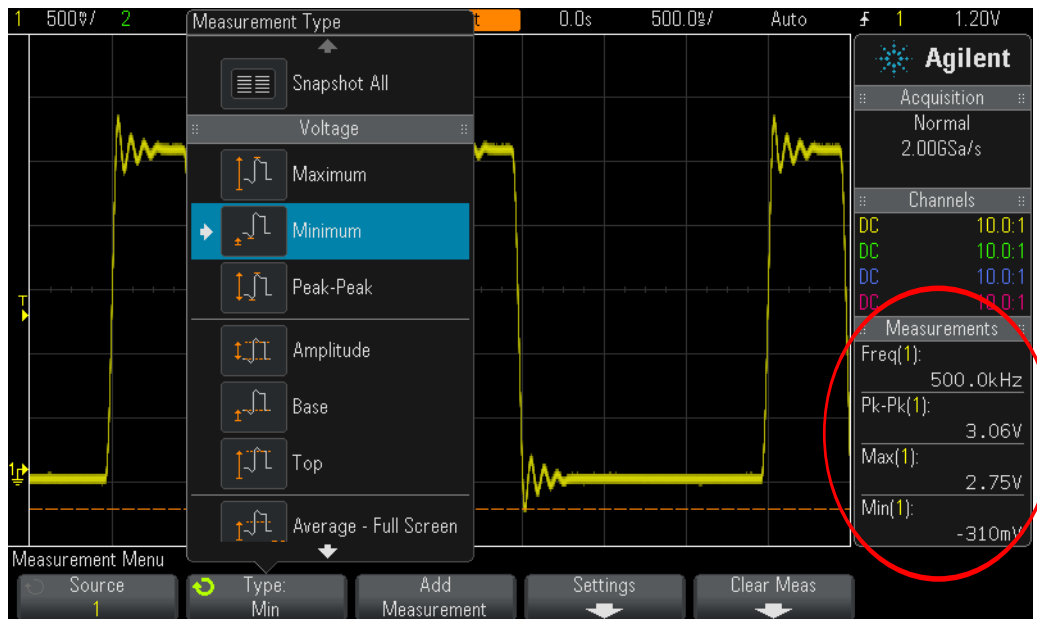 1 500♉/ 2 t 0.0s 500.0♉/ Auto 1 1.20V
Measurement Type
Snapshot All
Voltage
Maximum
Minimum
Peak-Peak
Amplitude
Base
Top
Average - Full Screen
T
1
Agilent
Acquisition
Normal
2.00GSa/s
Channels
DC 10.0:1
DC 10.0:1
DC 10.0:1
DC 10.0:1
Measurements
Freq(1):
500.0kHz
Pk-Pk(1):
3.06V
Max(1):
2.75V
Min(1):
-310mV
Measurement Menu
Source
1
Type:
Min
Add
Measurement
Settings
Clear Meas